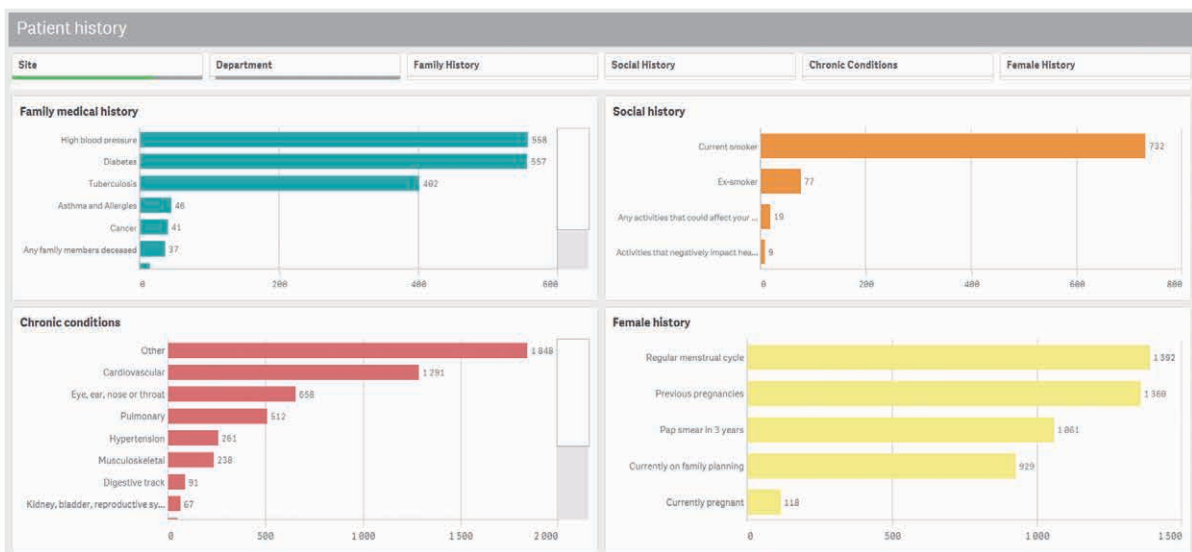 Patient history
Site Department Family History Social History Chronic Conditions Female History
Family medical history
High blood pressure 558
Diabetes 557
Tuberculosis 402
Asthma and Allergies 46
Cancer 41
Any family members deceased 37
0 200 400 600
Social history
Current smoker 732
Ex-smoker 77
Any activities that could affect your ... 19
Activities that negatively impact hea... 9
0 200 400 600 800
Chronic conditions
Other 1 848
Cardiovascular 1 291
Eye, ear, nose or throat 658
Pulmonary 512
Hypertension 261
Musculoskeletal 238
Digestive track 91
Kidney, bladder, reproductive sy... 67
0 500 1 000 1 500 2 000
Female history
Regular menstrual cycle 1 392
Previous pregnancies 1 360
Pap smear in 3 years 1 061
Currently on family planning 929
Currently pregnant 118
0 500 1 000 1 500